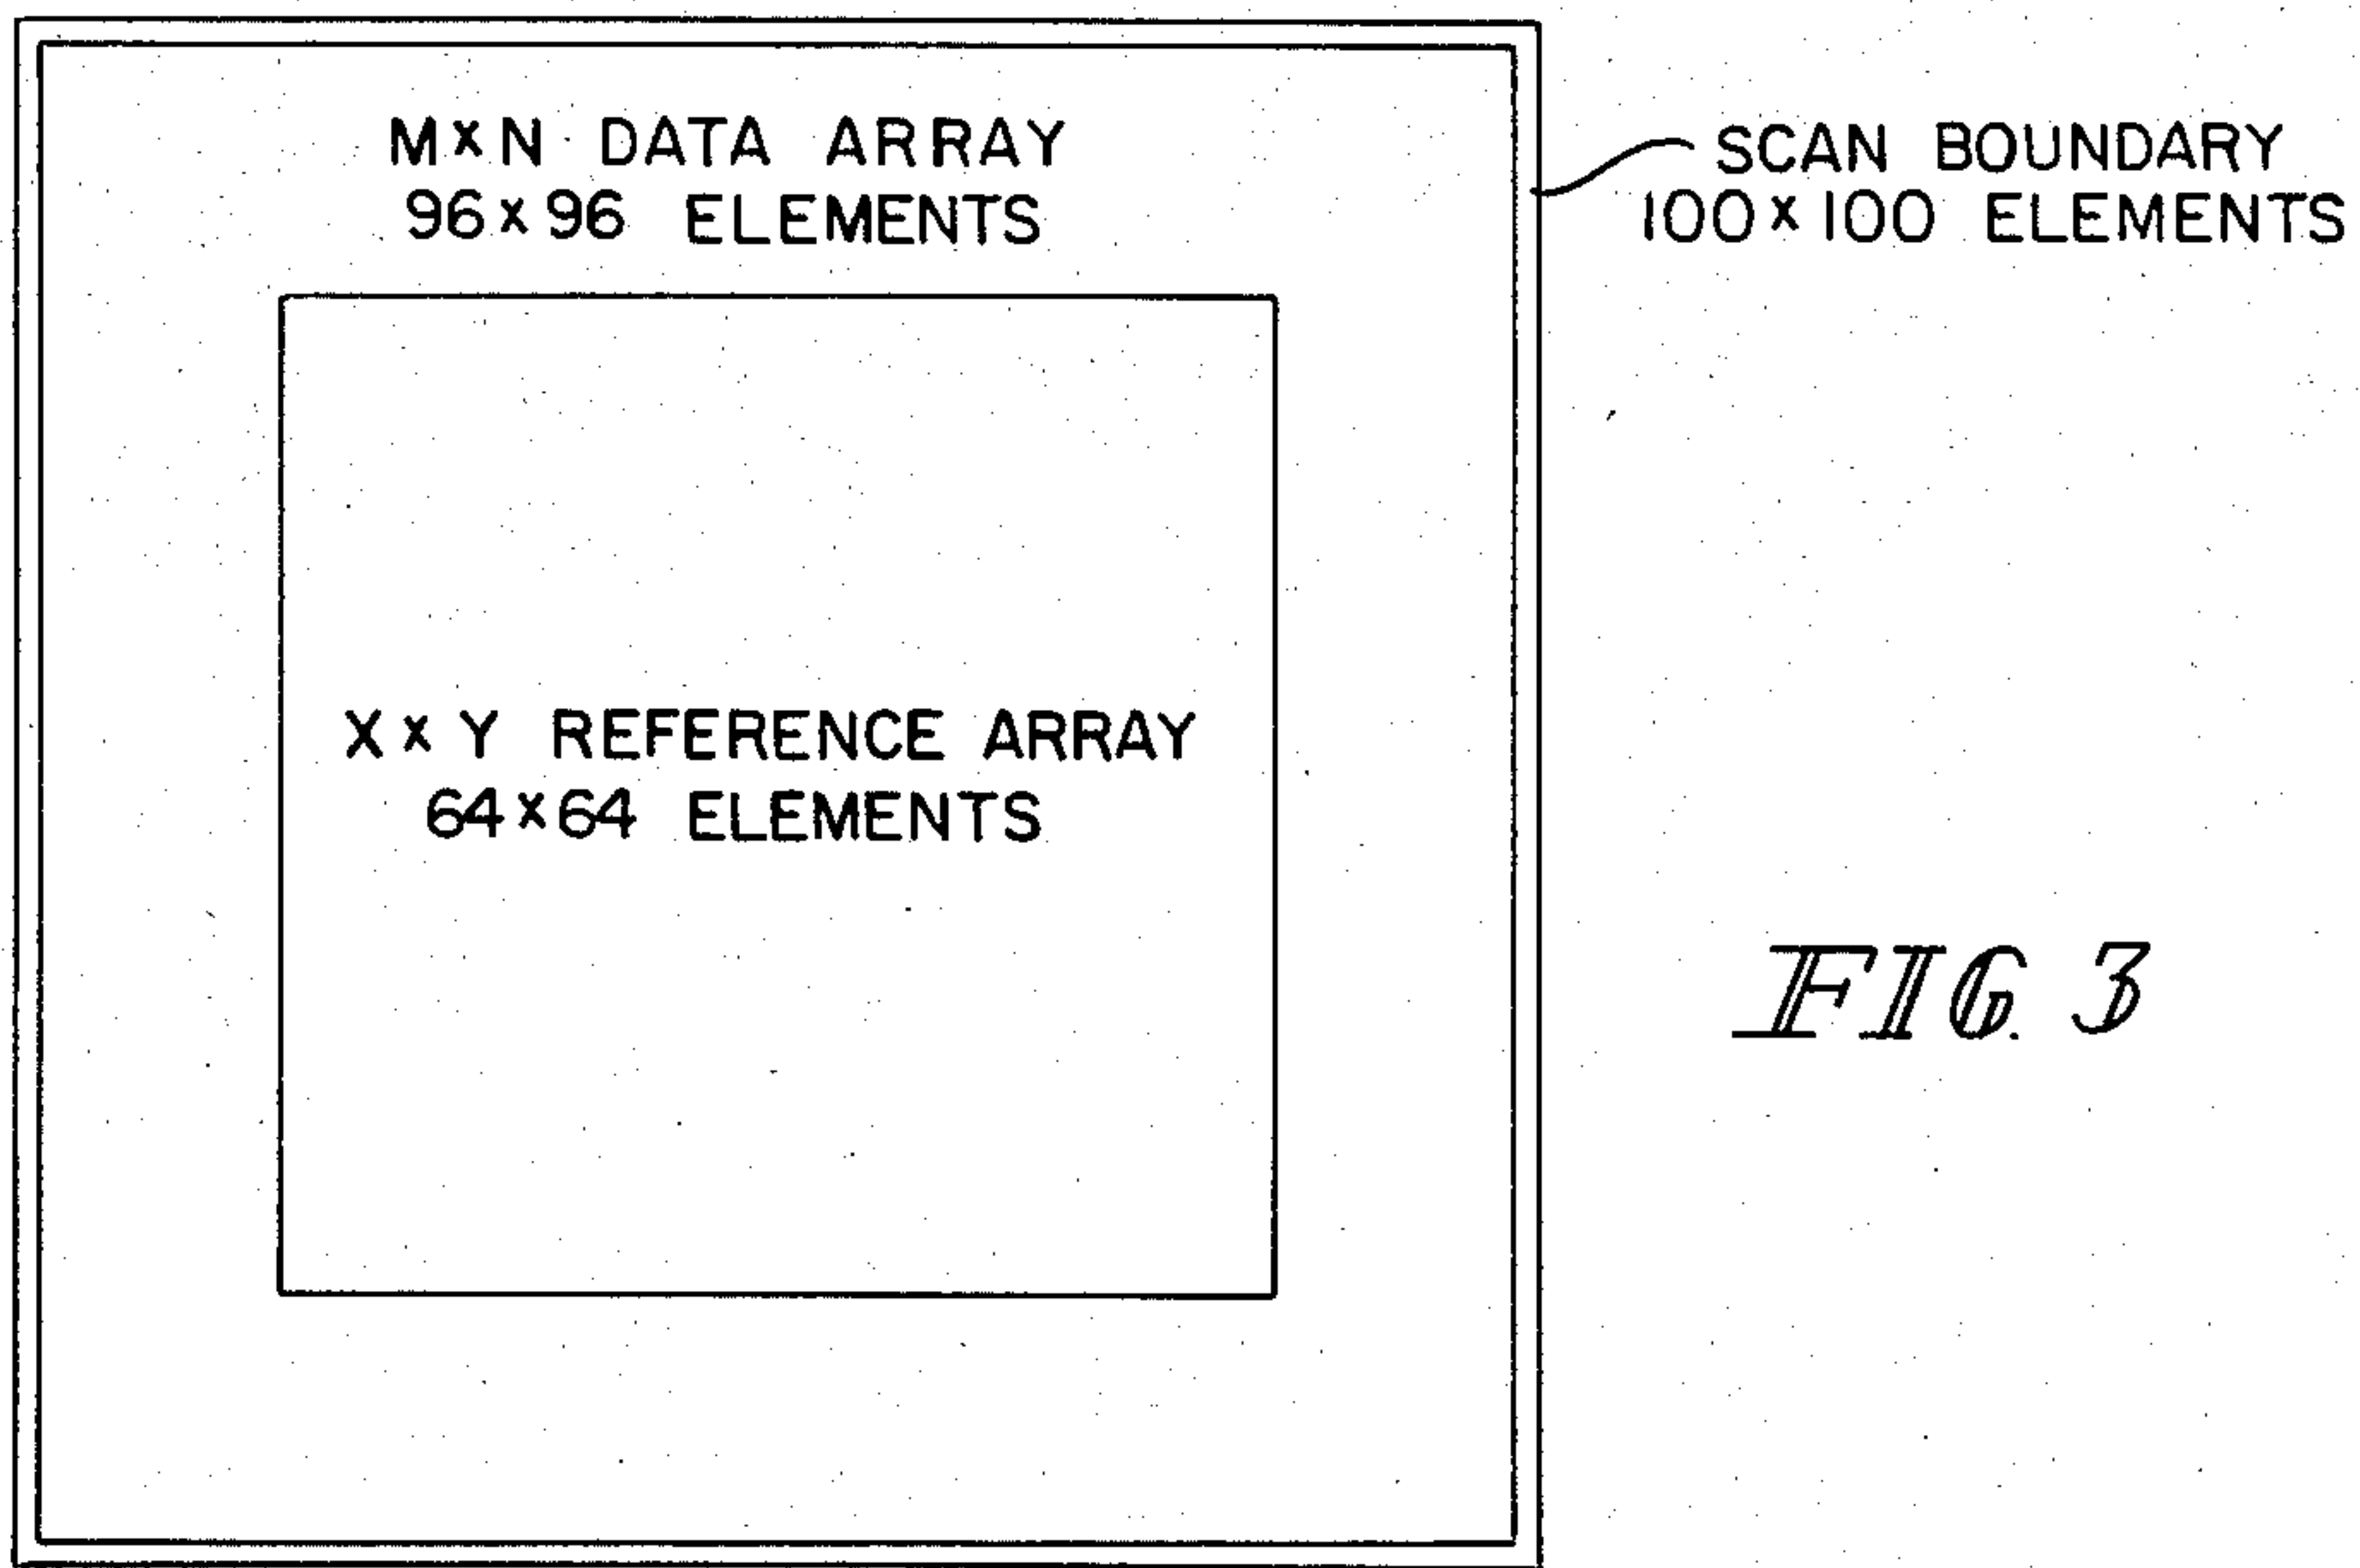 M×N DATA ARRAY
96×96 ELEMENTS
SCAN BOUNDARY
100×100 ELEMENTS
X×Y REFERENCE ARRAY
64×64 ELEMENTS
FIG. 3